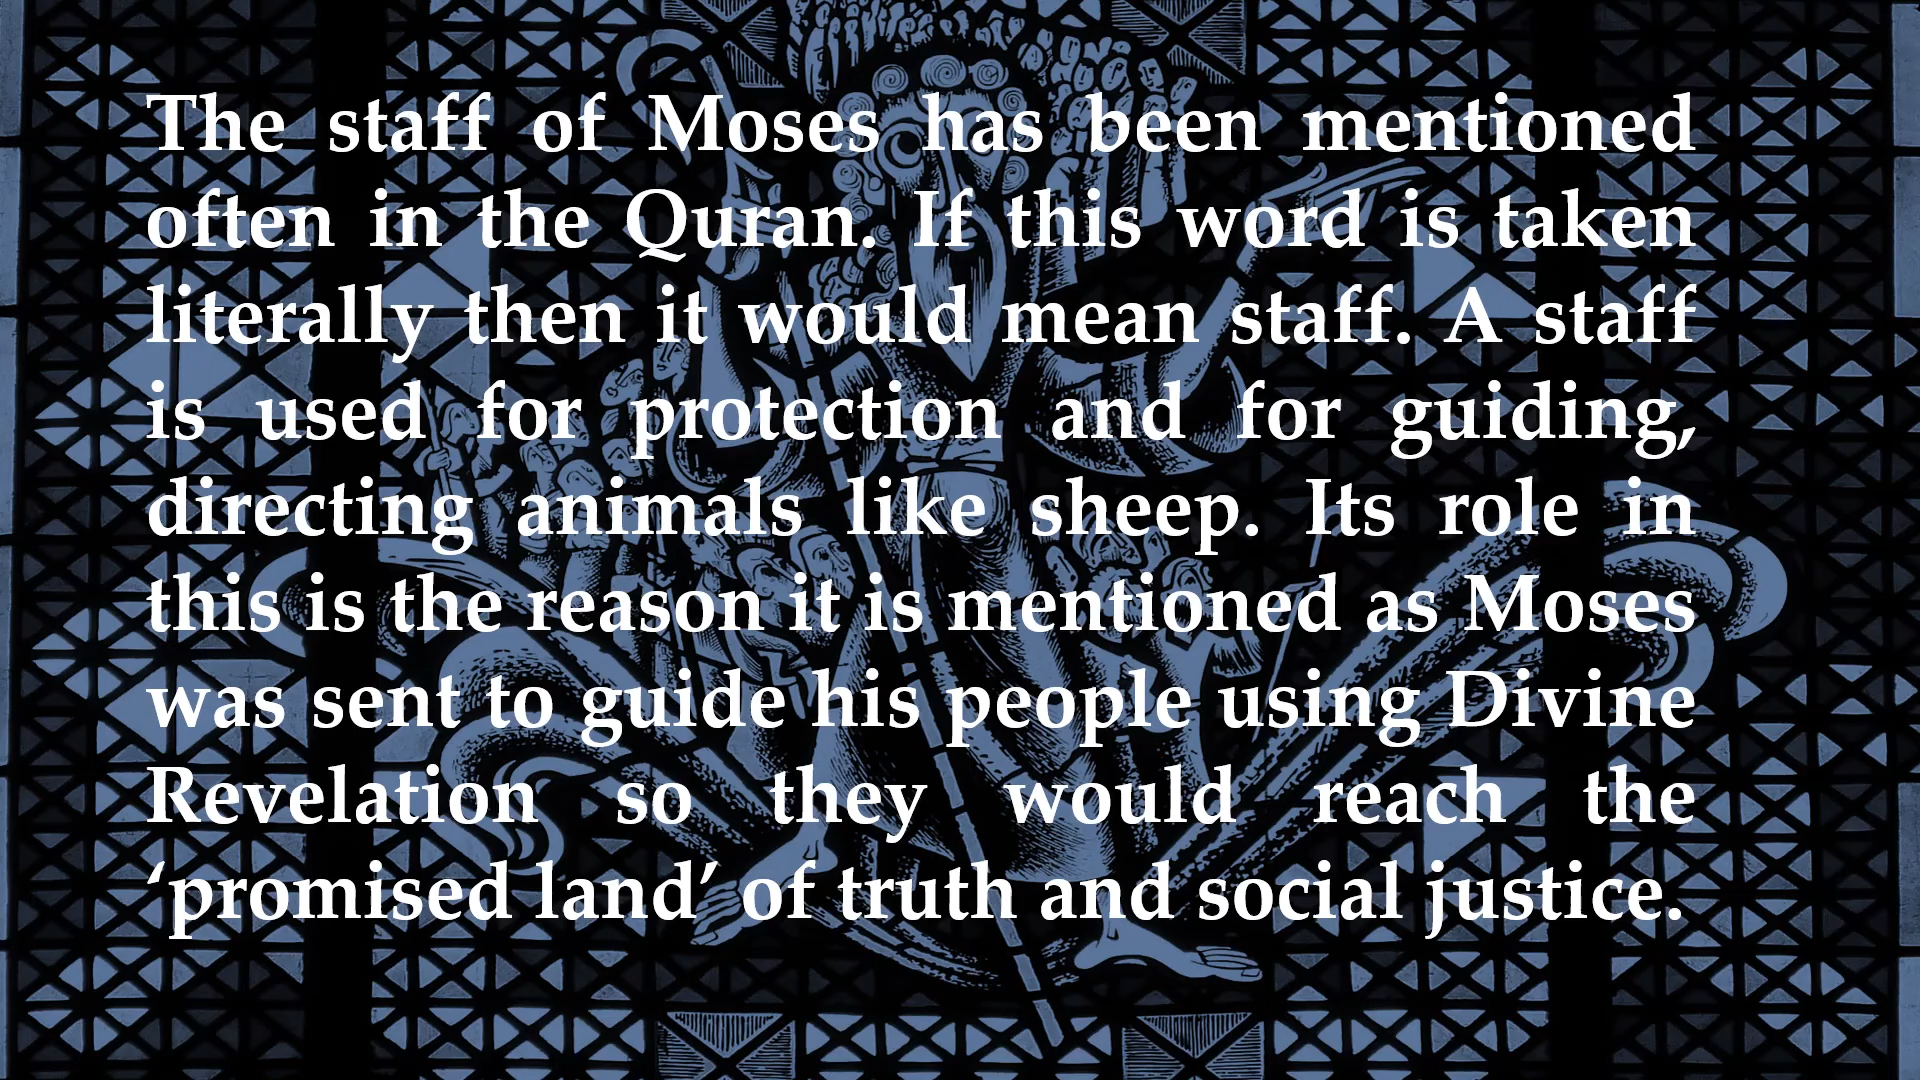 The staff of Moses has been mentioned
often in the Quran. If this word is taken
literally then it would mean staff. A staff
is used for protection and for guiding,
directing animals like sheep. Its role in
this is the reason it is mentioned as Moses
was sent to guide his people using Divine
Revelation so they would reach the
‘promised land’ of truth and social justice.